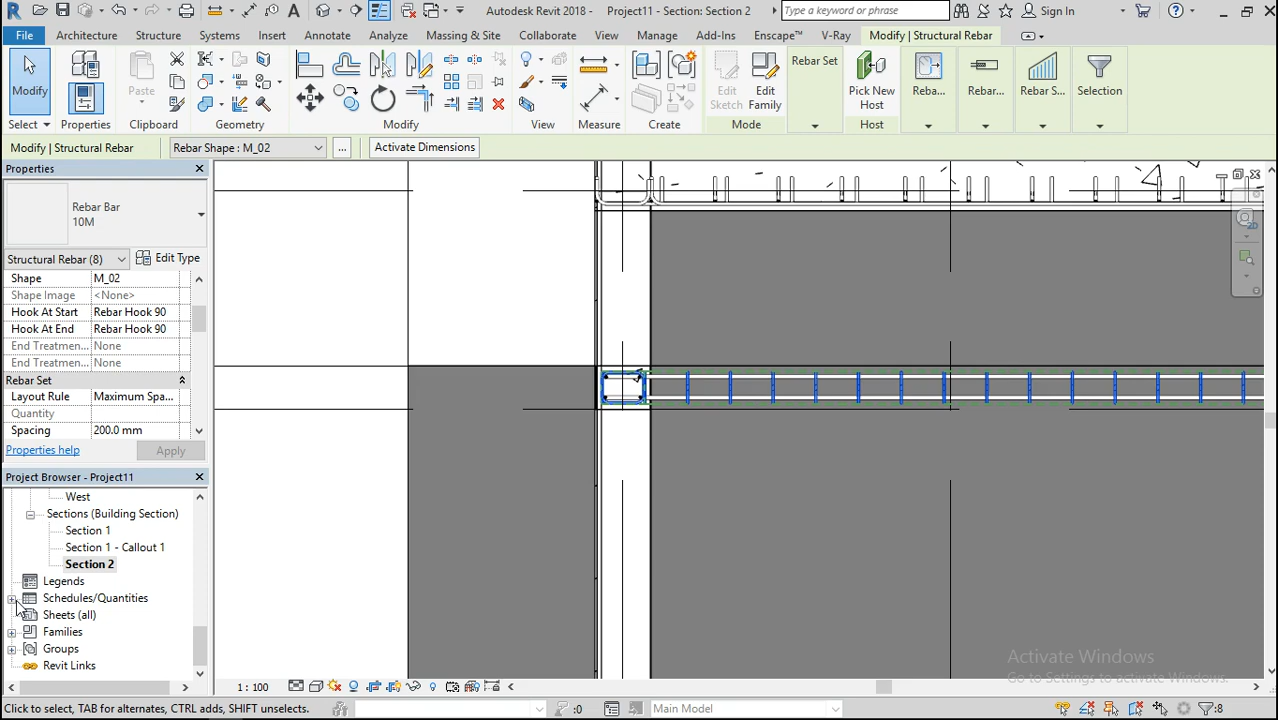 Autodesk Revit 2018 - Project11 - Section: Section 2
Type a keyword or phrase
Sign In
File Architecture Structure Systems Insert Annotate Analyze Massing & Site Collaborate View Manage Add-Ins Enscape™ V-Ray Modify | Structural Rebar
Modify Paste Edit Sketch Edit Family Rebar Set Pick New Host Reba... Reba... Rebar S... Selection
Select Properties Clipboard Geometry Modify View Measure Create Mode Host
Modify | Structural Rebar Rebar Shape : M_02 ... Activate Dimensions
Properties
Rebar Bar
10M
Structural Rebar (8) Edit Type
Shape M_02
Shape Image <None>
Hook At Start Rebar Hook 90
Hook At End Rebar Hook 90
End Treatmen... None
End Treatmen... None
Rebar Set
Layout Rule Maximum Spa...
Quantity
Spacing 200.0 mm
Properties help Apply
Project Browser - Project11
West
Sections (Building Section)
Section 1
Section 1 - Callout 1
Section 2
Legends
Schedules/Quantities
Sheets (all)
Families
Groups
Revit Links
2D
Activate Windows
Go to Settings to activate Windows.
1 : 100
Click to select, TAB for alternates, CTRL adds, SHIFT unselects. :0 Main Model :8